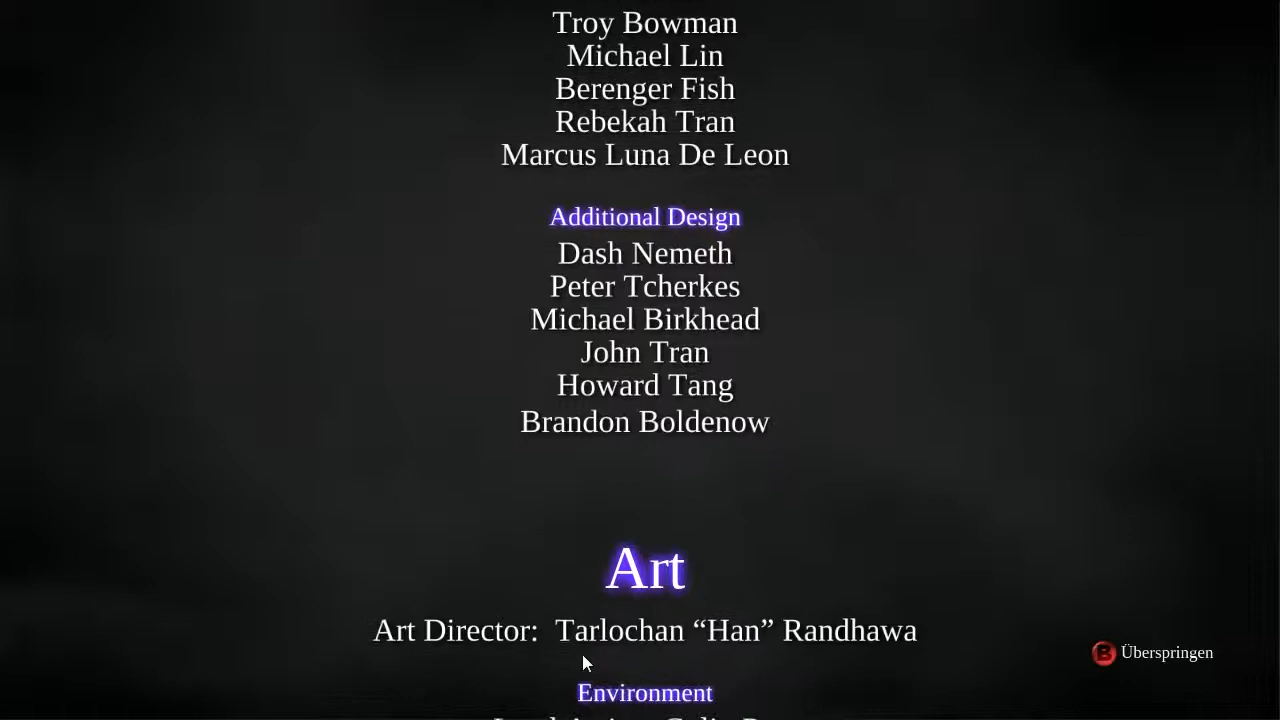 Troy Bowman
Michael Lin
Berenger Fish
Rebekah Tran
Marcus Luna De Leon
Additional Design
Dash Nemeth
Peter Tcherkes
Michael Birkhead
John Tran
Howard Tang
Brandon Boldenow
Art
Art Director: Tarlochan “Han” Randhawa
B Überspringen
Environment